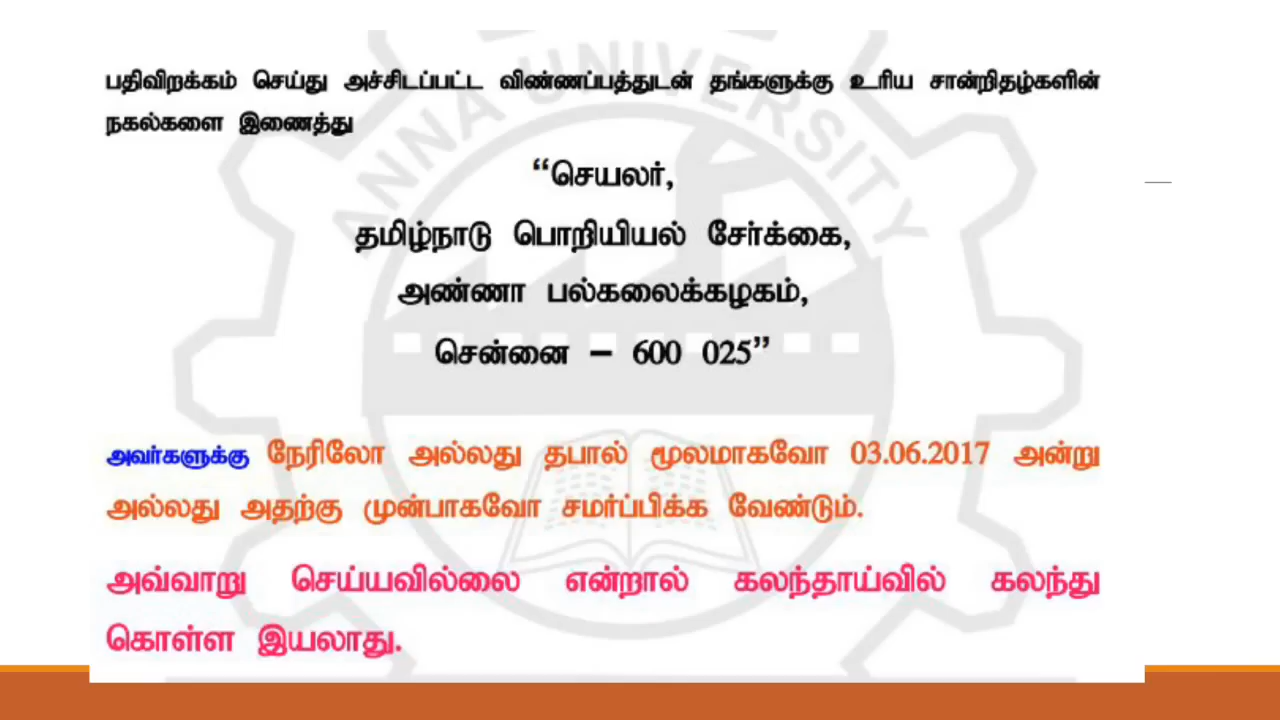 பதிவிறக்கம் செய்து அச்சிடப்பட்ட விண்ணப்பத்துடன் தங்களுக்கு உரிய சான்றிதழ்களின்
நகல்களை இணைத்து
“செயலர்,
தமிழ்நாடு பொறியியல் சேர்க்கை,
அண்ணா பல்கலைக்கழகம்,
சென்னை – 600 025”
அவர்களுக்கு நேரிலோ அல்லது தபால் மூலமாகவோ 03.06.2017 அன்று
அல்லது அதற்கு முன்பாகவோ சமர்ப்பிக்க வேண்டும்.
அவ்வாறு செய்யவில்லை என்றால் கலந்தாய்வில் கலந்து
கொள்ள இயலாது.
ANNA UNIVERSITY